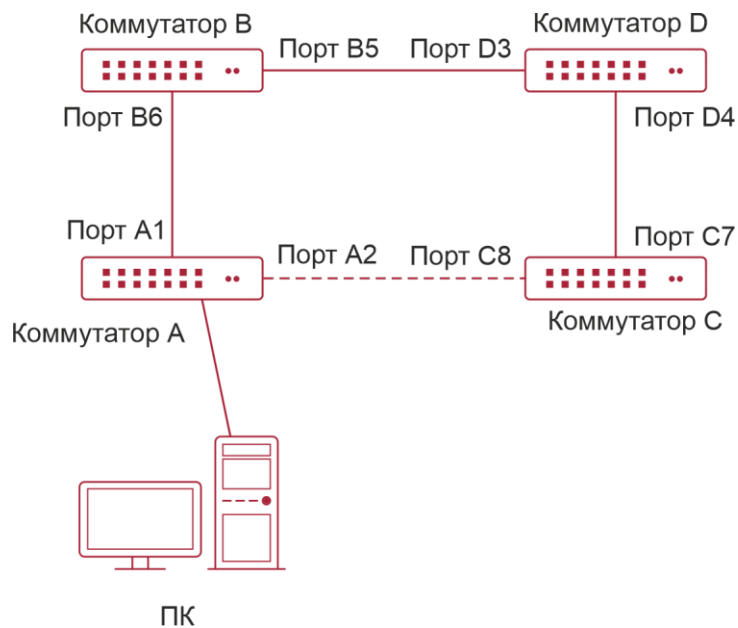 Коммутатор B
Коммутатор D
Порт B5
Порт D3
Порт B6
Порт D4
Порт A1
Порт A2
Порт C8
Порт C7
Коммутатор A
Коммутатор C
ПК